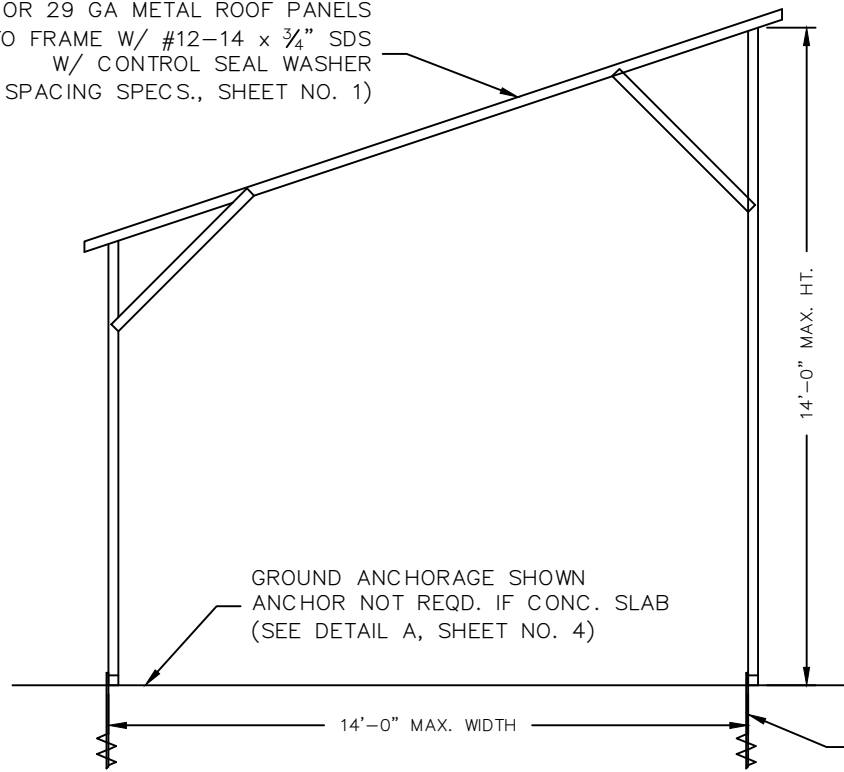 OR 29 GA METAL ROOF PANELS
TO FRAME W/ #12-14 x ¾" SDS
W/ CONTROL SEAL WASHER
SPACING SPECS., SHEET NO. 1)
14'-0" MAX. HT.
GROUND ANCHORAGE SHOWN
ANCHOR NOT REQD. IF CONC. SLAB
(SEE DETAIL A, SHEET NO. 4)
14'-0" MAX. WIDTH